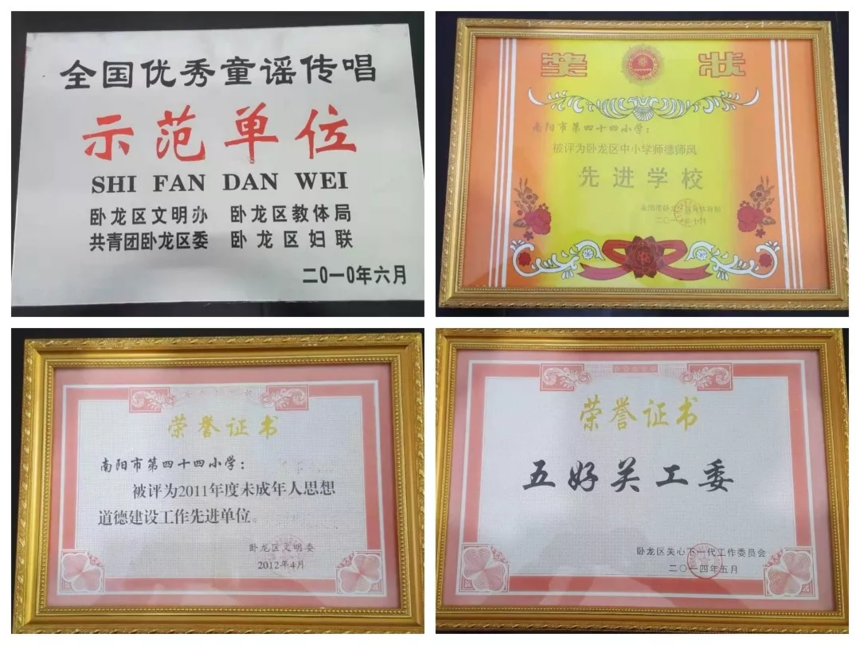 全国优秀童谣传唱
示范单位
SHI FAN DAN WEI
卧龙区文明办 卧龙区教体局
共青团卧龙区委 卧龙区妇联
二〇一〇年六月
奖状
南阳市第四十四小学：
被评为卧龙区中小学师德师风
先进学校
荣誉证书
南阳市第四十四小学：
被评为2011年度未成年人思想
道德建设工作先进单位。
卧龙区文明委
2012年4月
荣誉证书
五好关工委
卧龙区关心下一代工作委员会
二〇一四年五月